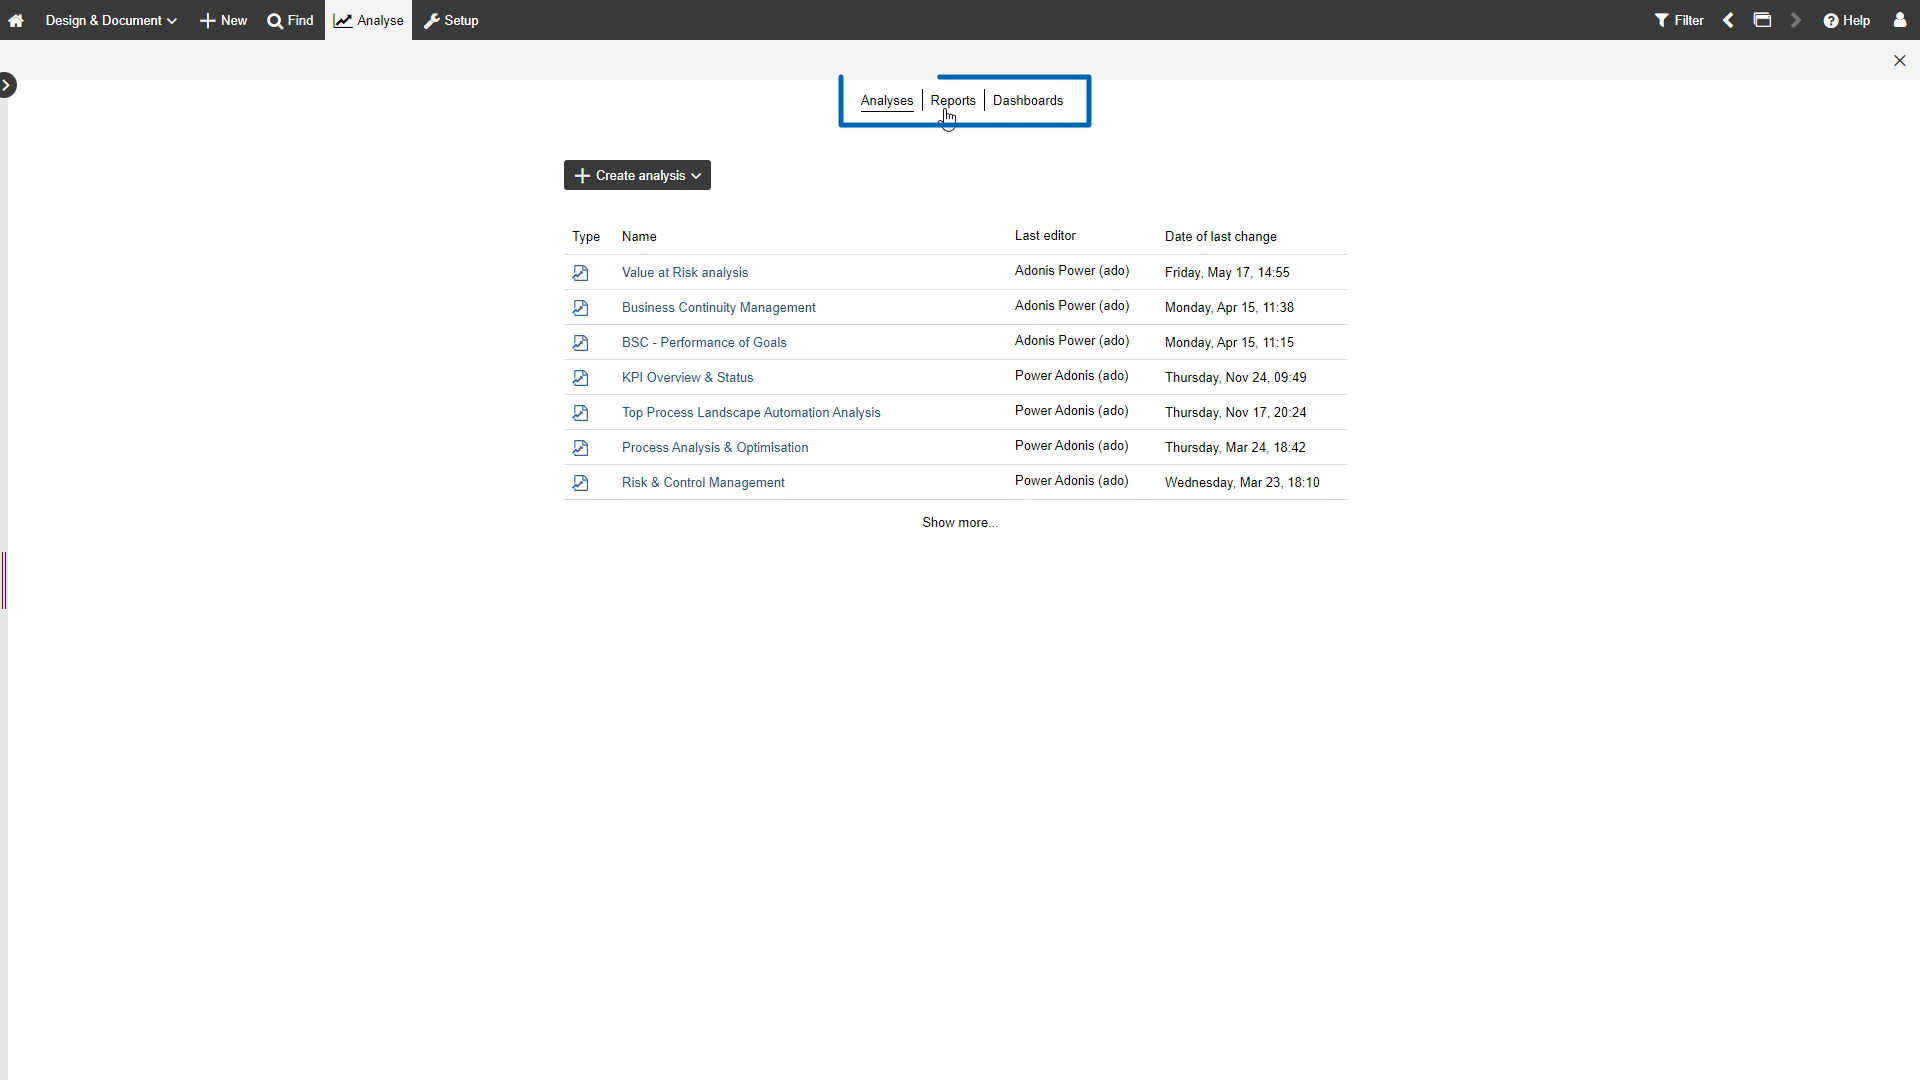 Design & Document New Find Analyse Setup Filter Help
Analyses Reports Dashboards
Create analysis
Type Name Last editor Date of last change
Value at Risk analysis Adonis Power (ado) Friday, May 17, 14:55
Business Continuity Management Adonis Power (ado) Monday, Apr 15, 11:38
BSC - Performance of Goals Adonis Power (ado) Monday, Apr 15, 11:15
KPI Overview & Status Power Adonis (ado) Thursday, Nov 24, 09:49
Top Process Landscape Automation Analysis Power Adonis (ado) Thursday, Nov 17, 20:24
Process Analysis & Optimisation Power Adonis (ado) Thursday, Mar 24, 18:42
Risk & Control Management Power Adonis (ado) Wednesday, Mar 23, 18:10
Show more...